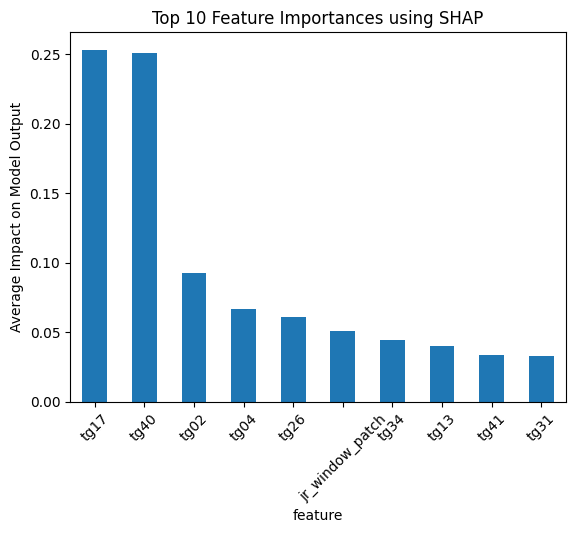 Top 10 Feature Importances using SHAP
Average Impact on Model Output
0.25
0.20
0.15
0.10
0.05
0.00
tg17
tg40
tg02
tg04
tg26
jr_window_patch
tg34
tg13
tg41
tg31
feature